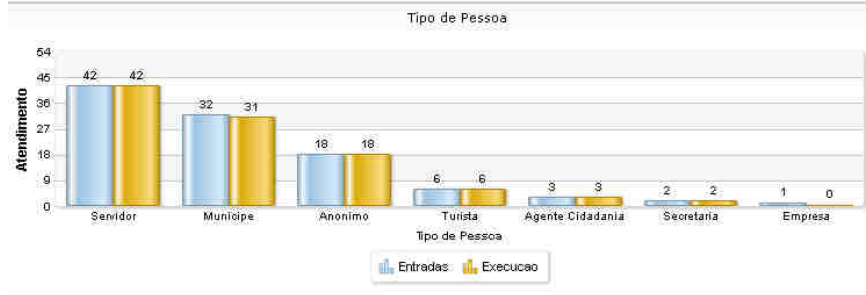 Tipo de Pessoa
54
45
36
27
18
9
0
Atendimento
42 42
32 31
18 18
6 6
3 3
2 2
1 0
Servidor Municipe Anonimo Turista Agente Cidadania Secretaria Empresa
Tipo de Pessoa
Entradas Execucao